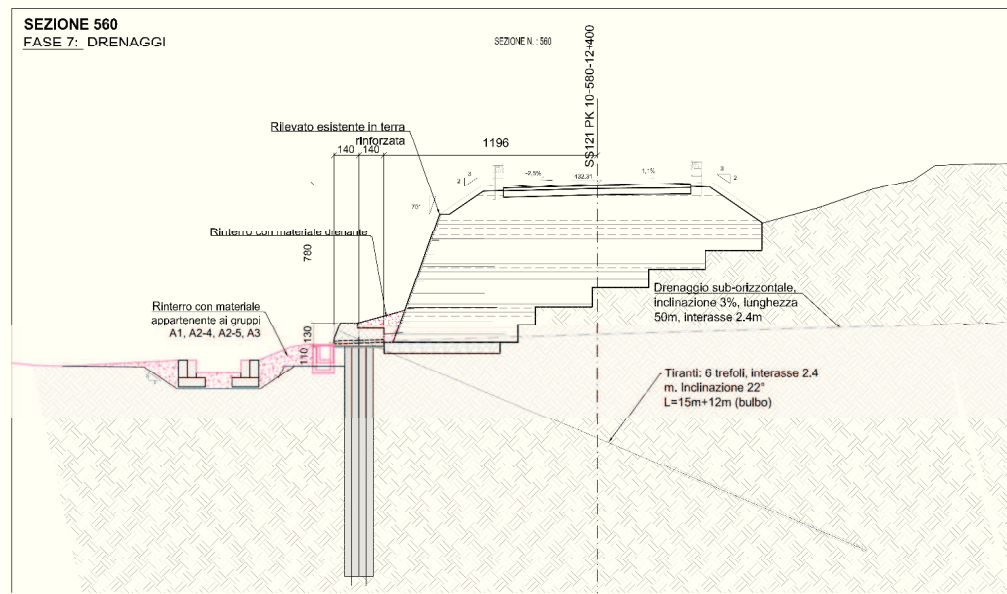 SEZIONE 560
FASE 7: DRENAGGI
SEZIONE N. : 560
SS121 PK 10-580-12+400
Rilevato esistente in terra
rinforzata
140 140
1196
3
2
-2,5%
432.31
1,1%
3
2
70°
Rinterro con materiale drenante
780
Rinterro con materiale
appartenente ai gruppi
A1, A2-4, A2-5, A3
130
110
Drenaggio sub-orizzontale,
inclinazione 3%, lunghezza
50m, interasse 2.4m
Tiranti: 6 trefoli, interasse 2.4
m. Inclinazione 22°
L=15m+12m (bulbo)